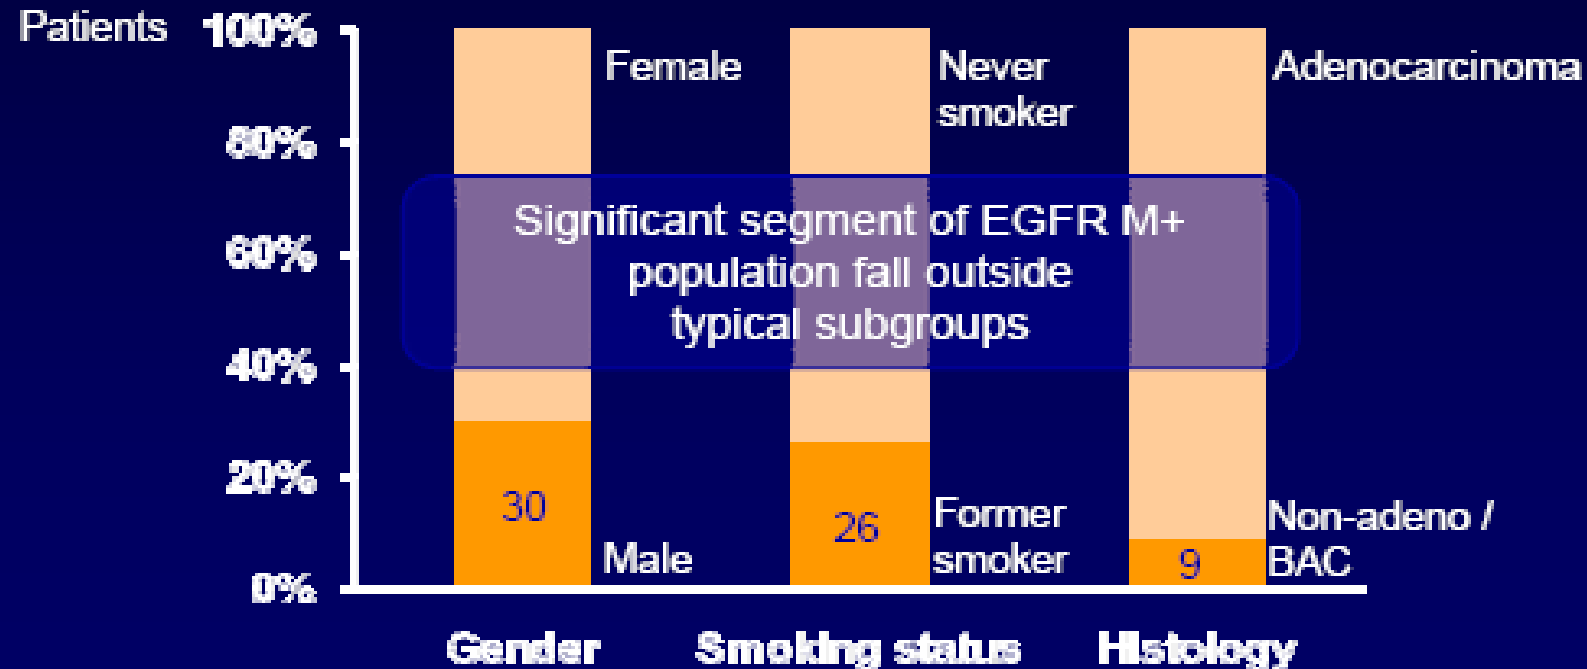 Patients
100%
80%
60%
40%
20%
0%
Female
Male
30
Never
smoker
Former
smoker
26
Adenocarcinoma
Non-adeno /
BAC
9
Significant segment of EGFR M+
population fall outside
typical subgroups
Gender
Smoking status
Histology